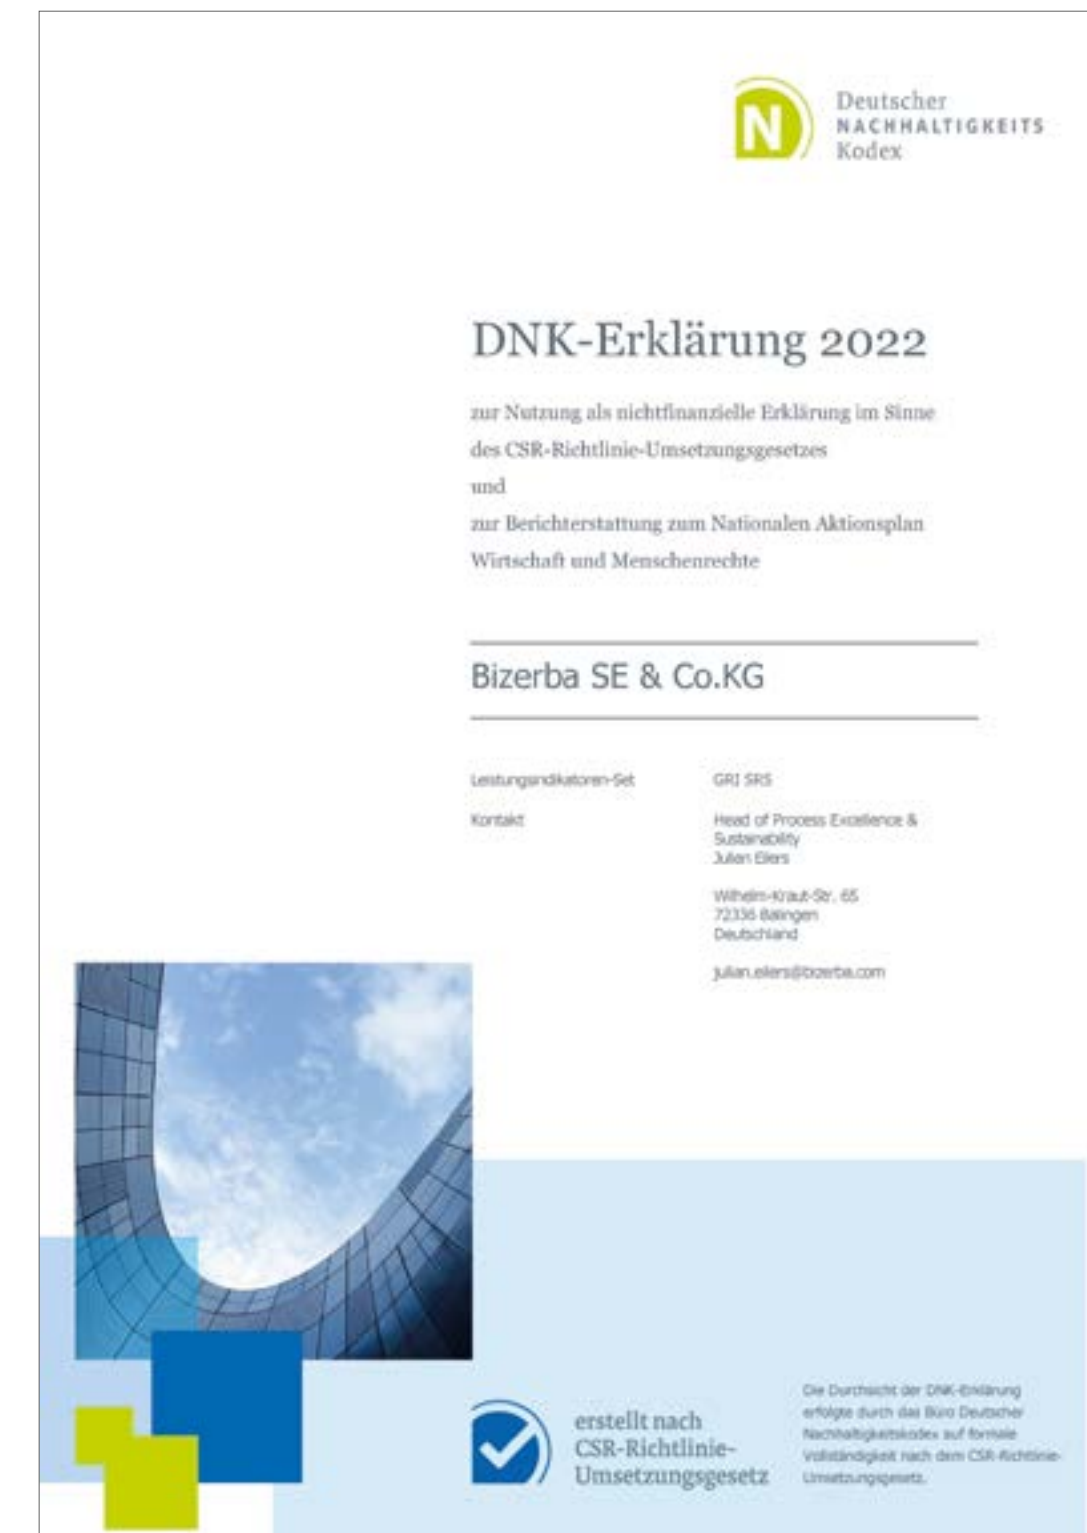 N
Deutscher
NACHHALTIGKEITS
Kodex
DNK-Erklärung 2022
zur Nutzung als nichtfinanzielle Erklärung im Sinne
des CSR-Richtlinie-Umsetzungsgesetzes
und
zur Berichterstattung zum Nationalen Aktionsplan
Wirtschaft und Menschenrechte
Bizerba SE & Co.KG
Leistungsindikatoren-Set
GRI SRS
Kontakt
Head of Process Excellence &
Sustainability
Julian Eilers
Wilhelm-Kraut-Str. 65
72336 Balingen
Deutschland
julian.eilers@bizerba.com
erstellt nach
CSR-Richtlinie-
Umsetzungsgesetz
Die Durchsicht der DNK-Erklärung
erfolgte durch das Büro Deutscher
Nachhaltigkeitskodex auf formale
Vollständigkeit nach dem CSR-Richtlinie-
Umsetzungsgesetz.